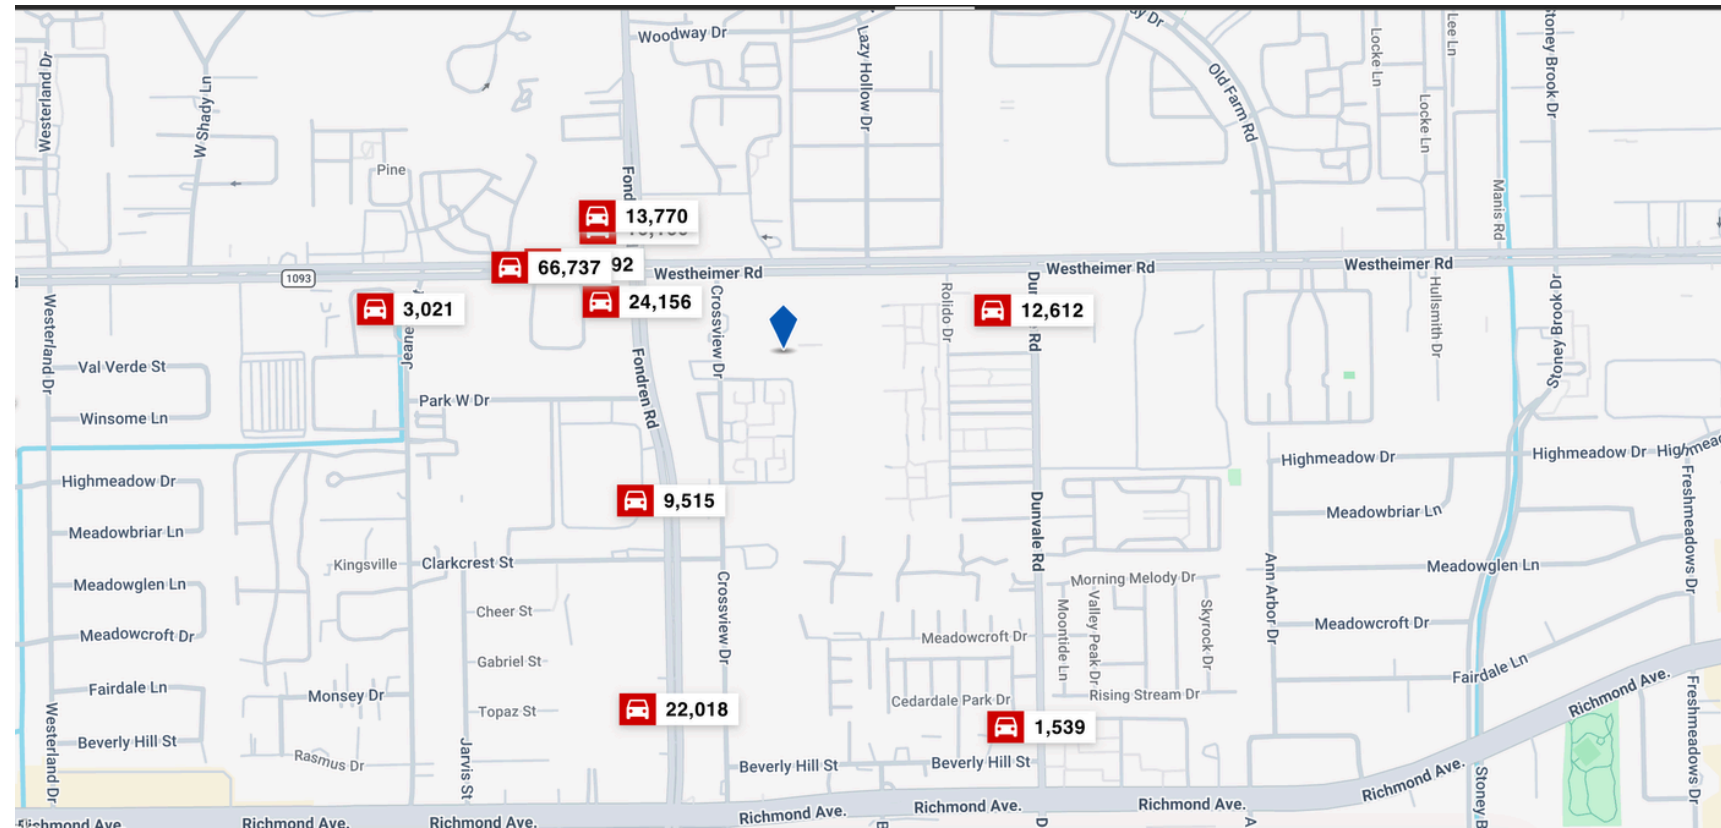 Woodway Dr
Lazy Hollow Dr
Old Farm Rd
Locke Ln
Lee Ln
Locke Ln
Stoney Brook Dr
Westerland Dr
W Shady Ln
Pine
Manis Rd
13,770
66,737
92
Westheimer Rd
Westheimer Rd
Westheimer Rd
1093
24,156
3,021
12,612
Westerland Dr
Crossview Dr
Rolido Dr
Hullsmith Dr
Stoney Brook Dr
Val Verde St
Park W Dr
Fondren Rd
Winsome Ln
Highmeadow Dr
Highmeadow Dr
Highmeadow Dr
Freshmeadows Dr
9,515
Dunvale Rd
Meadowbriar Ln
Meadowbriar Ln
Kingsville
Clarkcrest St
Ann Arbor Dr
Meadowglen Ln
Meadowglen Ln
Crossview Dr
Morning Melody Dr
Moontide Ln
Valley Peak Dr
Skyrock Dr
Cheer St
Meadowcroft Dr
Meadowcroft Dr
Meadowcroft Dr
Gabriel St
Fairdale Ln
Fairdale Ln
Monsey Dr
Topaz St
22,018
Cedardale Park Dr
Rising Stream Dr
1,539
Richmond Ave.
Freshmeadows Dr
Westerland Dr
Beverly Hill St
Rasmus Dr
Jarvis St
Beverly Hill St
Beverly Hill St
Richmond Ave.
Stoney B
Richmond Ave.
Richmond Ave.
Richmond Ave.
Richmond Ave.
Richmond Ave.